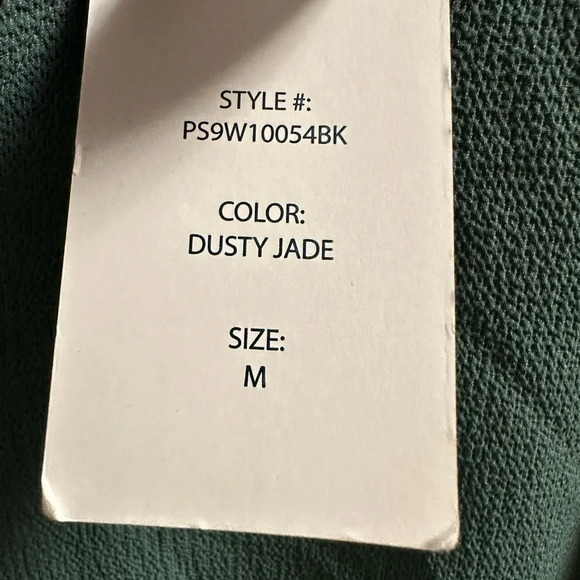 STYLE #:
PS9W10054BK
COLOR:
DUSTY JADE
SIZE:
M